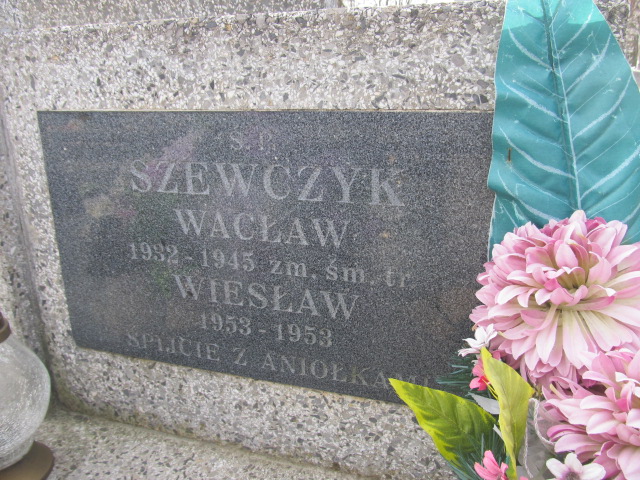 Ś.P.
SZEWCZYK
WACŁAW
1932 - 1945 zm. śm. tr.
WIESŁAW
1953 - 1953
ŚPIJCIE Z ANIOŁKAMI